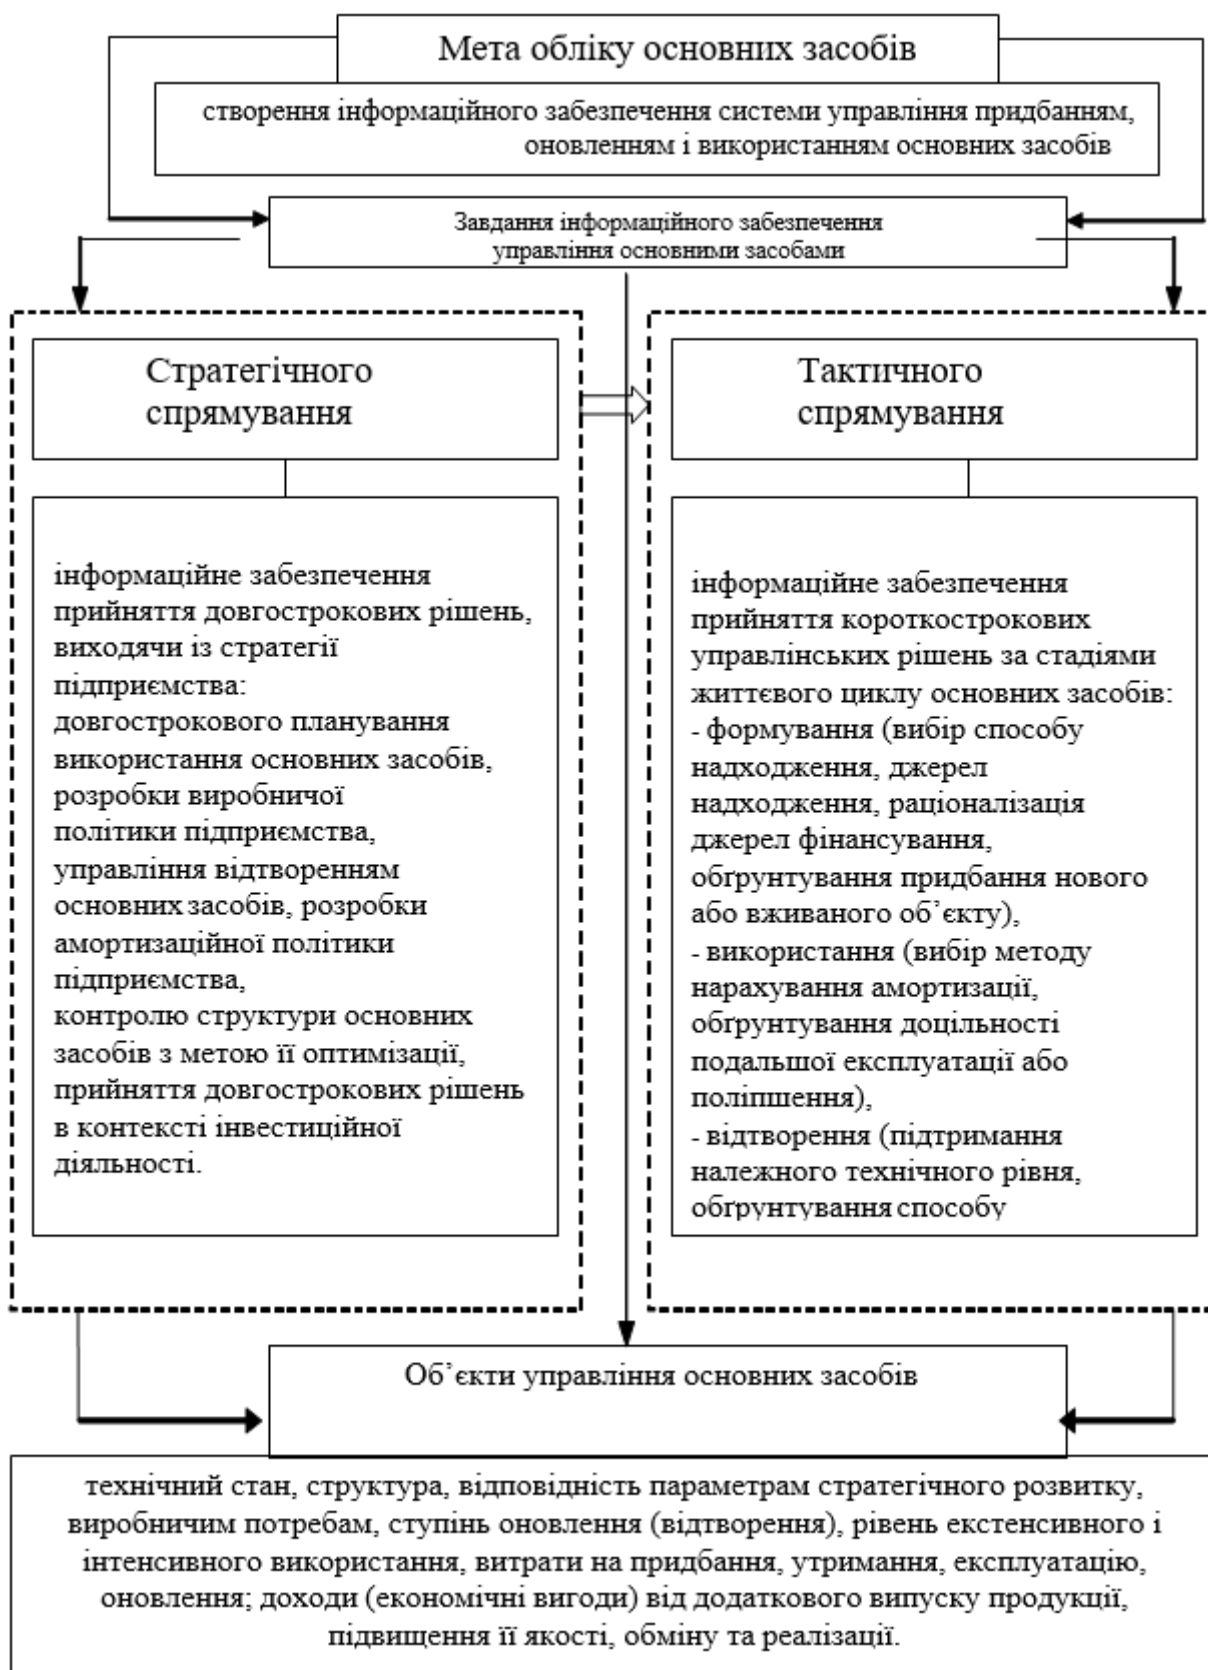 Мета обліку основних засобів
створення інформаційного забезпечення системи управління придбанням,
оновленням і використанням основних засобів
Завдання інформаційного забезпечення
управління основними засобами
Стратегічного
спрямування
інформаційне забезпечення
прийняття довгострокових рішень,
виходячи із стратегії
підприємства:
довгострокового планування
використання основних засобів,
розробки виробничої
політики підприємства,
управління відтворенням
основних засобів, розробки
амортизаційної політики
підприємства,
контролю структури основних
засобів з метою її оптимізації,
прийняття довгострокових рішень
в контексті інвестиційної
діяльності.
Тактичного
спрямування
інформаційне забезпечення
прийняття короткострокових
управлінських рішень за стадіями
життєвого циклу основних засобів:
- формування (вибір способу
надходження, джерел
надходження, раціоналізація
джерел фінансування,
обґрунтування придбання нового
або вживаного об’єкту),
- використання (вибір методу
нарахування амортизації,
обґрунтування доцільності
подальшої експлуатації або
поліпшення),
- відтворення (підтримання
належного технічного рівня,
обґрунтування способу
Об’єкти управління основних засобів
технічний стан, структура, відповідність параметрам стратегічного розвитку,
виробничим потребам, ступінь оновлення (відтворення), рівень екстенсивного і
інтенсивного використання, витрати на придбання, утримання, експлуатацію,
оновлення; доходи (економічні вигоди) від додаткового випуску продукції,
підвищення її якості, обміну та реалізації.